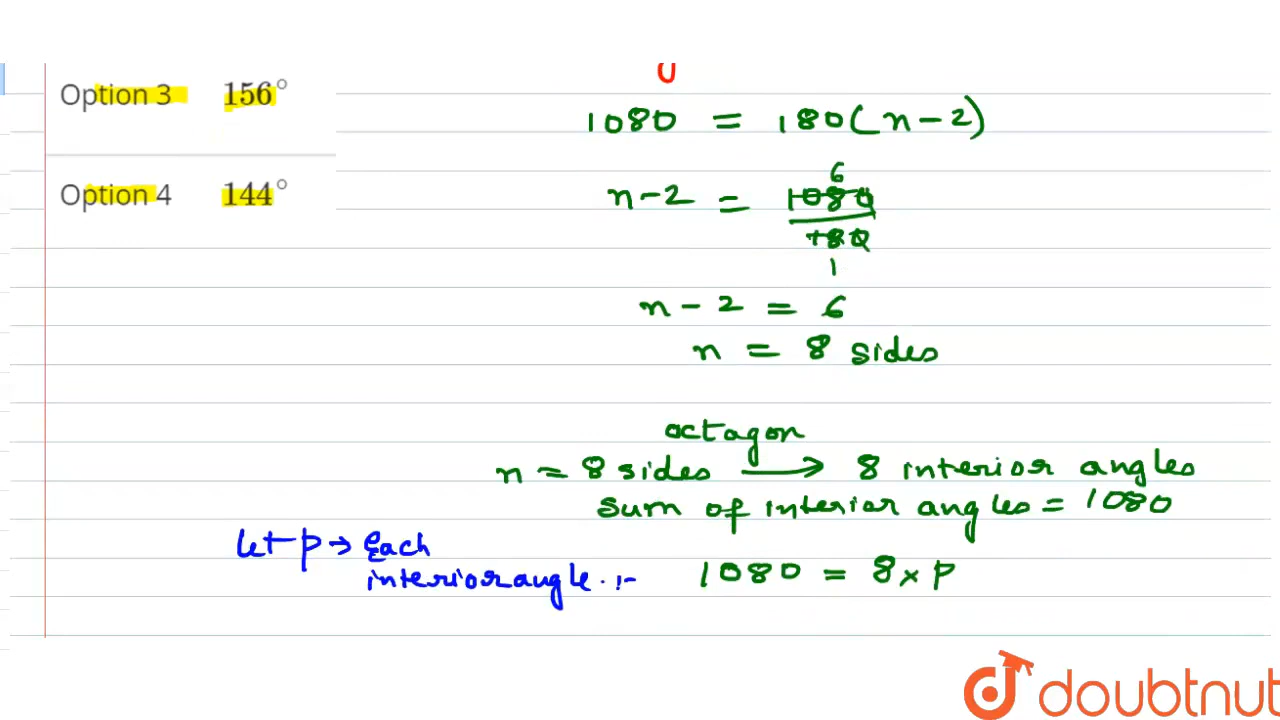 Option 3 156°
1080 = 180(n-2)
Option 4 144°
n-2 = 1080/180
6
1
n-2 = 6
n = 8 sides
octagon
n = 8 sides → 8 interior angles
sum of interior angles = 1080
let p → Each
interior angle :-
1080 = 8 × P
doubtnut